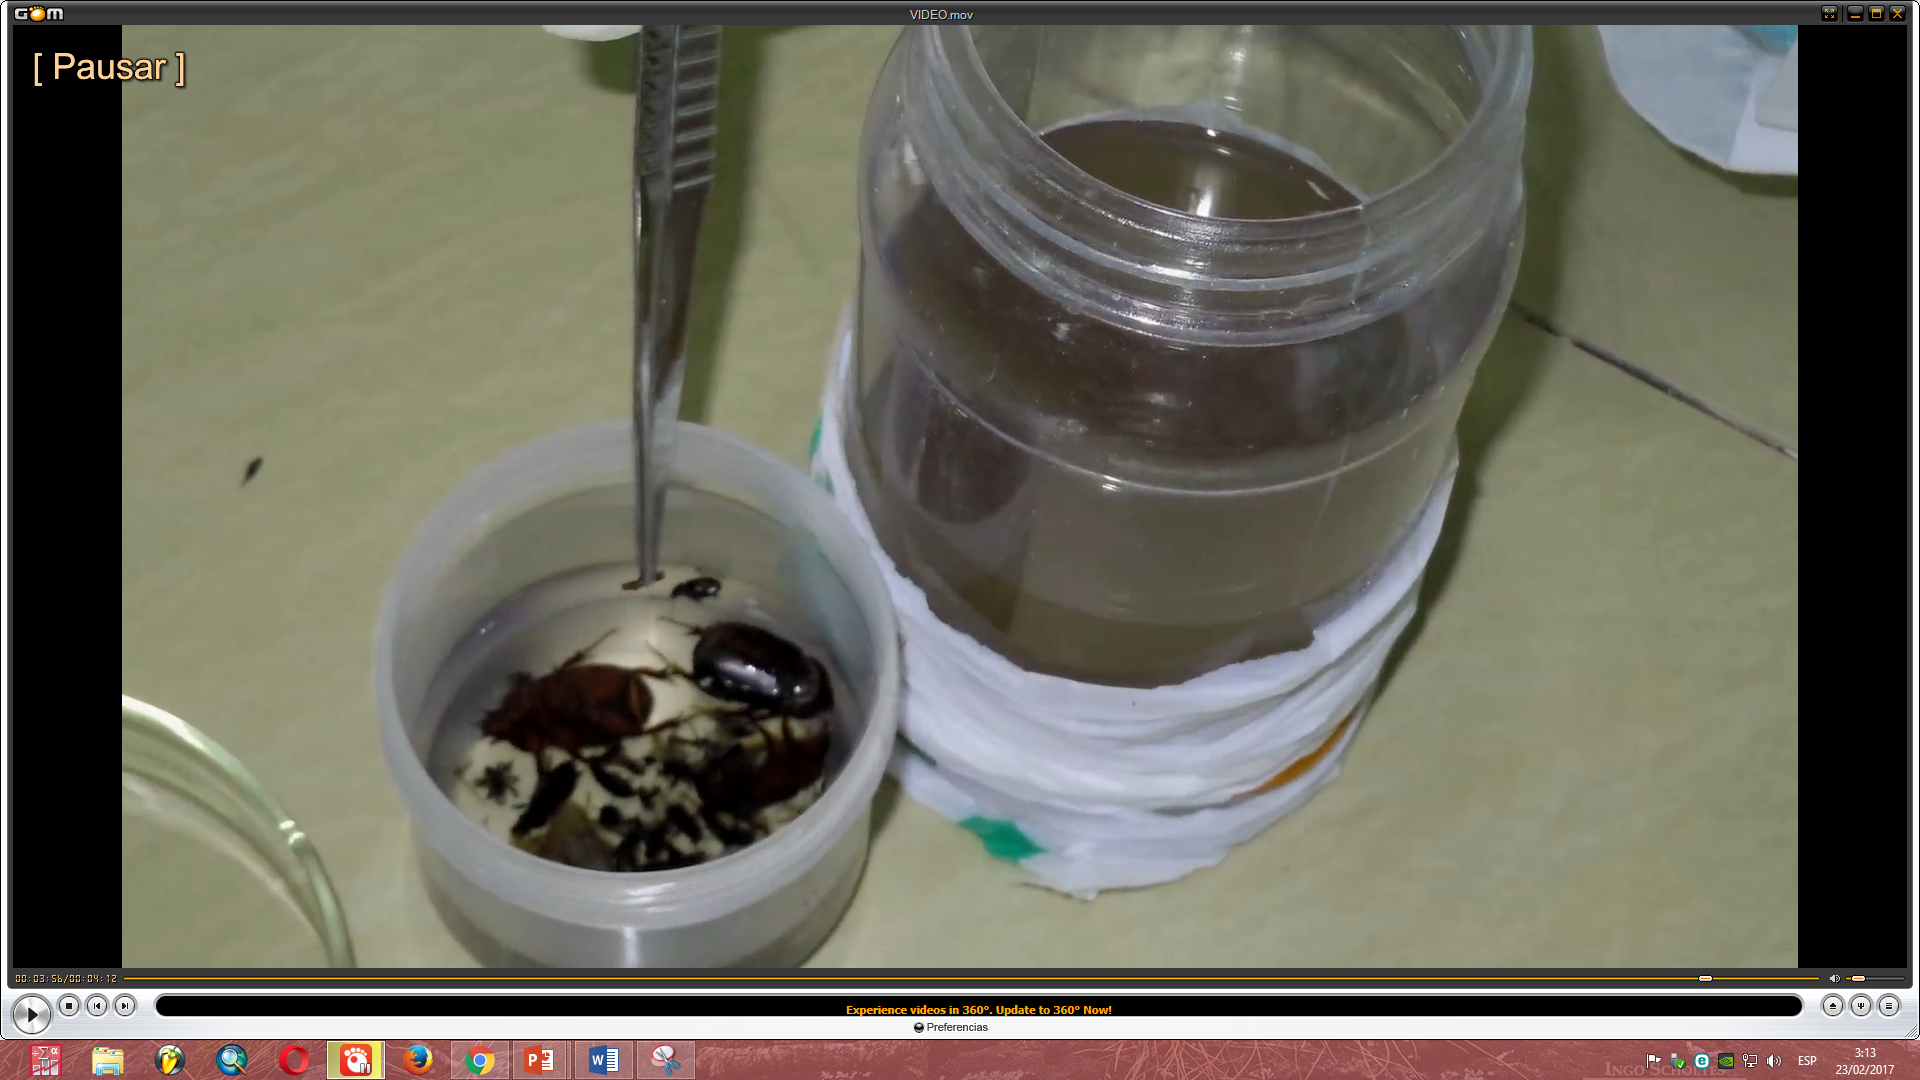 GOM
VIDEO.mov
[ Pausar ]
00:03:56/00:04:12
Experience videos in 360°. Update to 360° Now!
Preferencias
ESP
3:13
23/02/2017